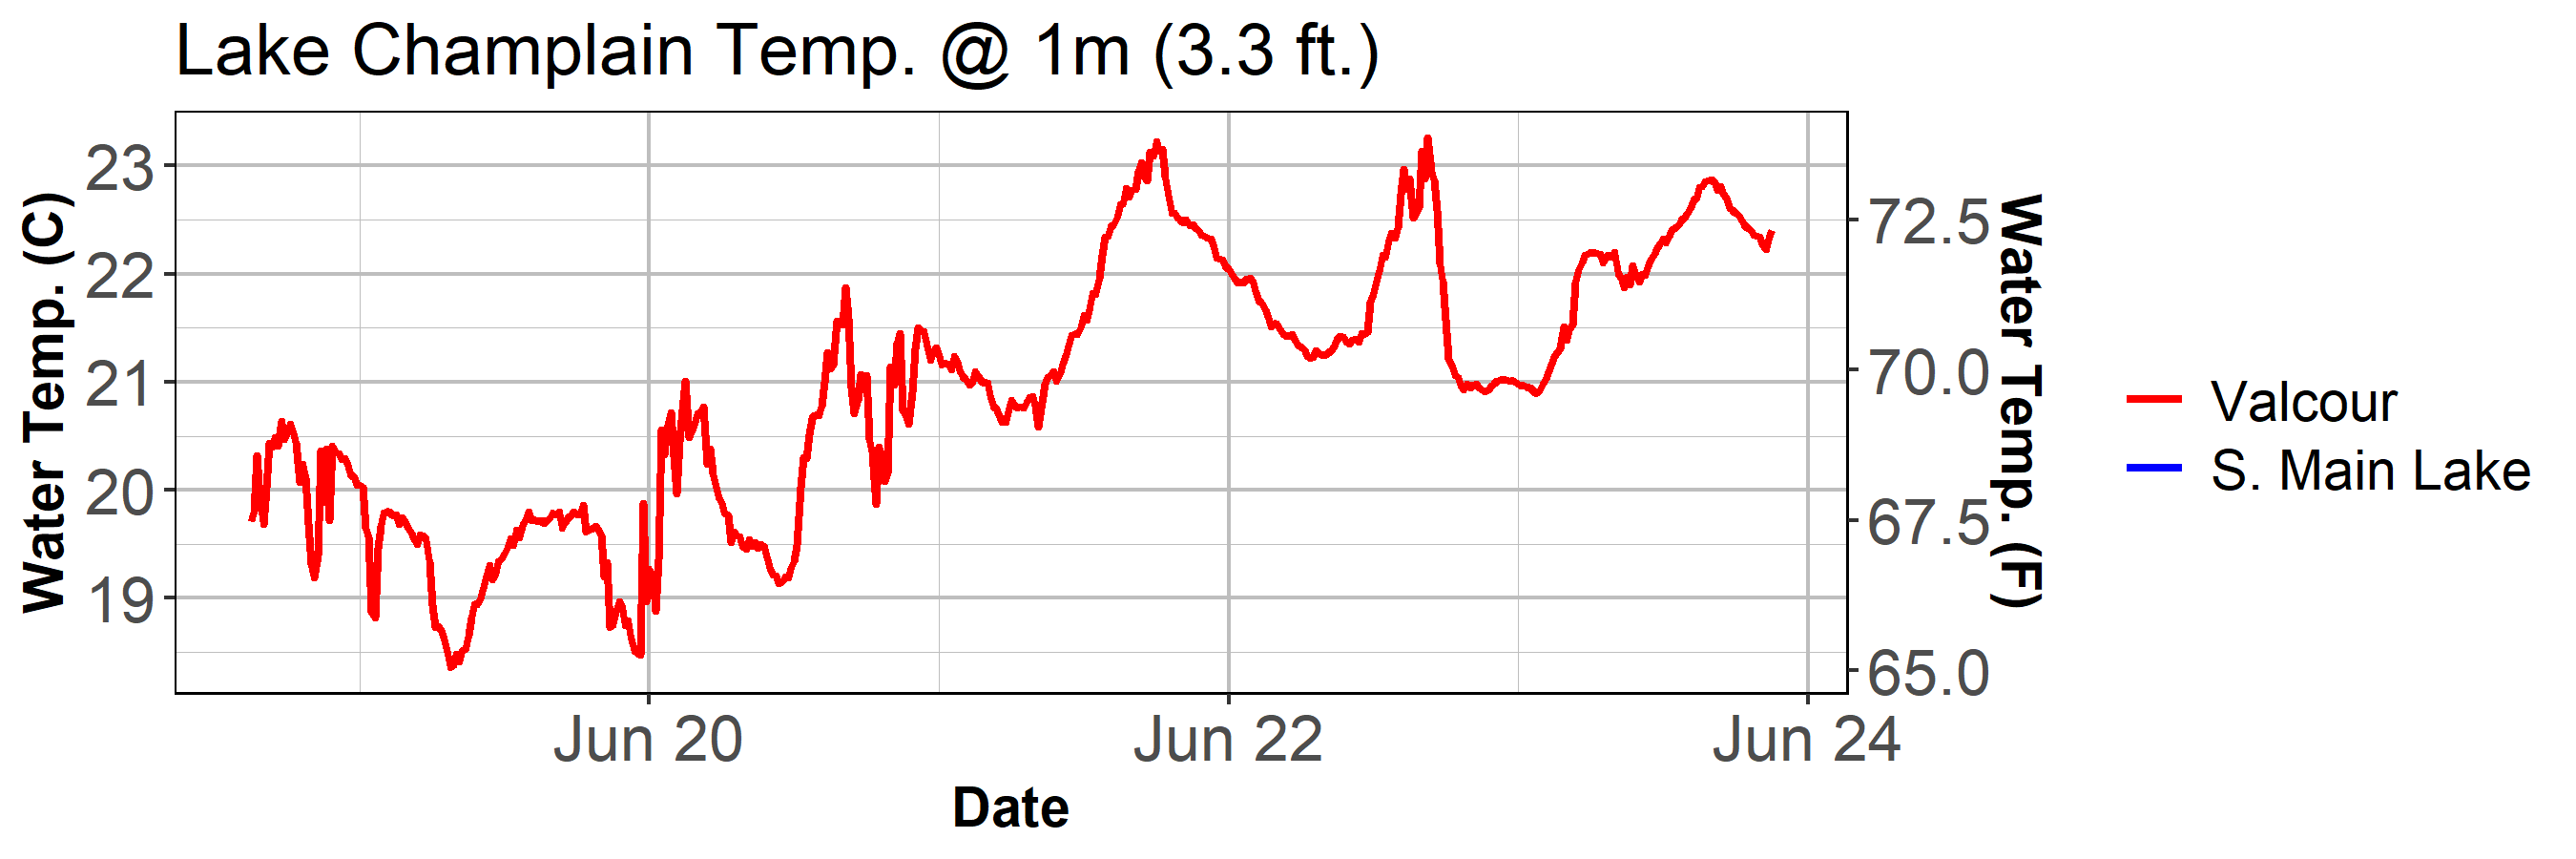 Lake Champlain Temp. @ 1m (3.3 ft.)
Water Temp. (C)
23
22
21
20
19
72.5
70.0
67.5
65.0
Water Temp. (F)
Jun 20
Jun 22
Jun 24
Date
Valcour
S. Main Lake